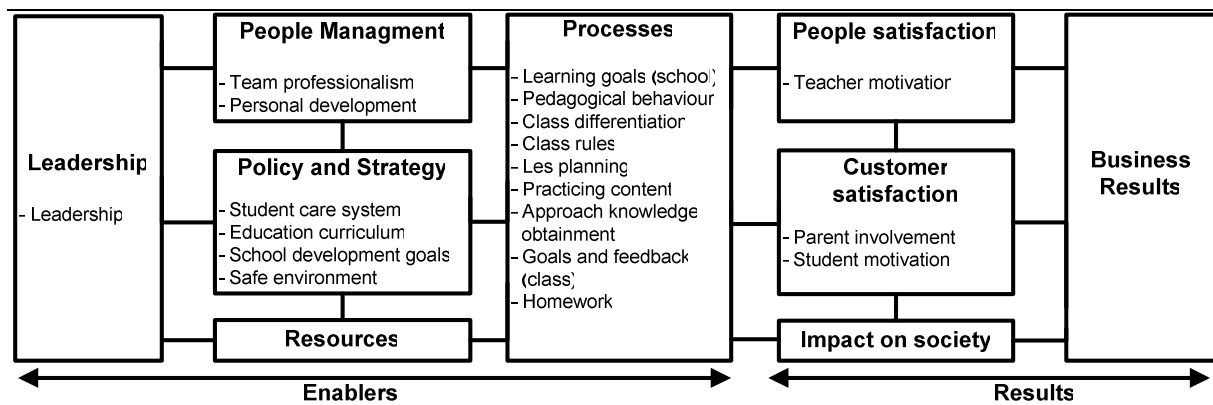 Leadership
- Leadership
People Managment
- Team professionalism
- Personal development
Policy and Strategy
- Student care system
- Education curriculum
- School development goals
- Safe environment
Resources
Processes
- Learning goals (school)
- Pedagogical behaviour
- Class differentiation
- Class rules
- Les planning
- Practicing content
- Approach knowledge
obtainment
- Goals and feedback
(class)
- Homework
People satisfaction
- Teacher motivation
Customer
satisfaction
- Parent involvement
- Student motivation
Impact on society
Business
Results
Enablers
Results